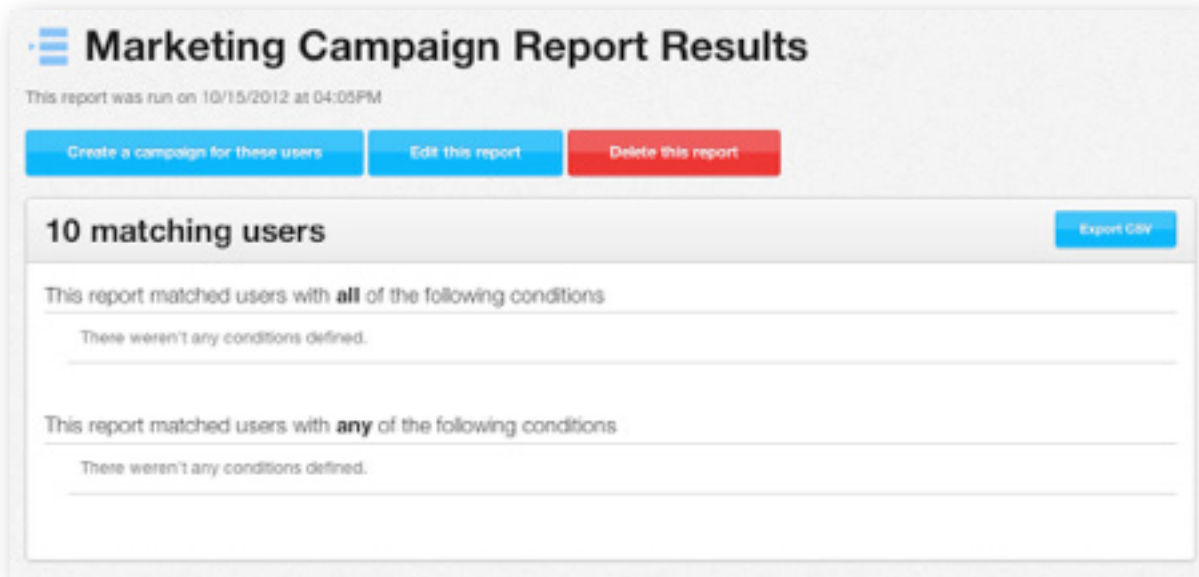 Marketing Campaign Report Results
This report was run on 10/15/2012 at 04:05PM
Create a campaign for these users
Edit this report
Delete this report
10 matching users
Export CSV
This report matched users with all of the following conditions
There weren't any conditions defined.
This report matched users with any of the following conditions
There weren't any conditions defined.